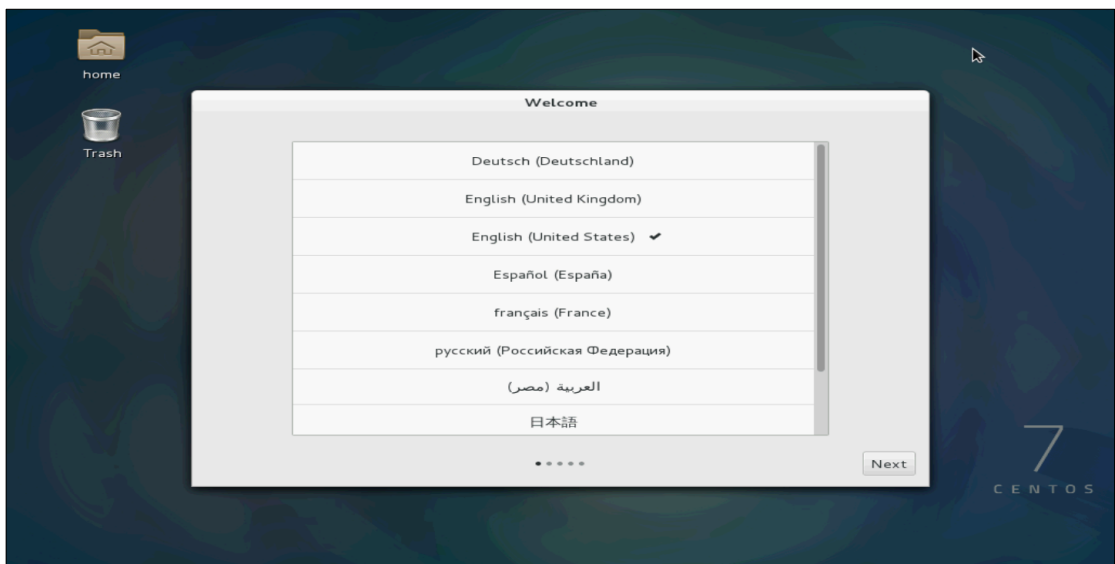 home
Trash
Welcome
Deutsch (Deutschland)
English (United Kingdom)
English (United States)
Español (España)
français (France)
русский (Российская Федерация)
العربية (مصر)
日本語
Next
7
CENTOS